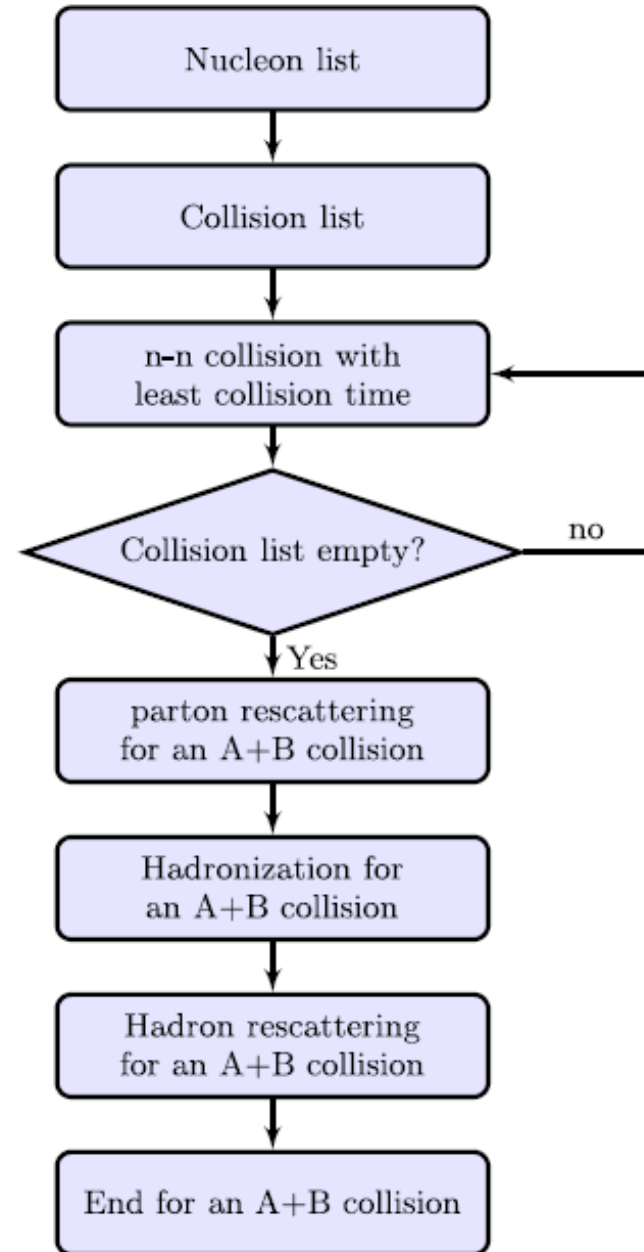 Nucleon list
Collision list
n-n collision with
least collision time
Collision list empty?
no
Yes
parton rescattering
for an A+B collision
Hadronization for
an A+B collision
Hadron rescattering
for an A+B collision
End for an A+B collision